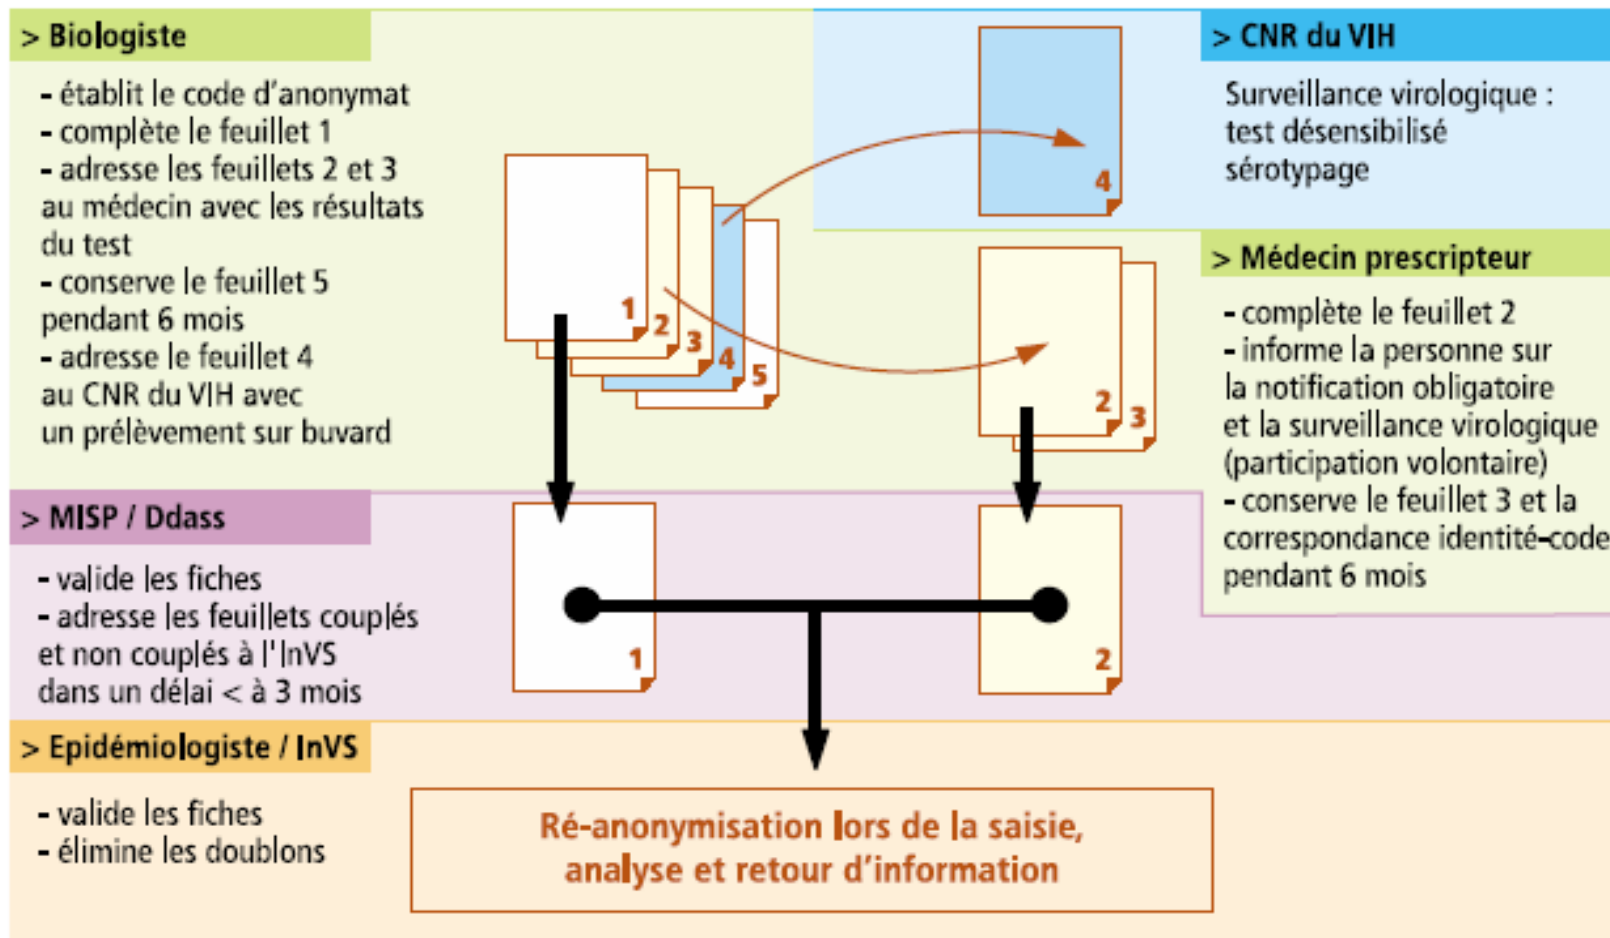 > Biologiste
- établit le code d'anonymat
- complète le feuillet 1
- adresse les feuillets 2 et 3
au médecin avec les résultats
du test
- conserve le feuillet 5
pendant 6 mois
- adresse le feuillet 4
au CNR du VIH avec
un prélèvement sur buvard
1
2
3
4
5
> CNR du VIH
Surveillance virologique :
test désensibilisé
sérotypage
4
> Médecin prescripteur
- complète le feuillet 2
- informe la personne sur
la notification obligatoire
et la surveillance virologique
(participation volontaire)
- conserve le feuillet 3 et la
correspondance identité-code
pendant 6 mois
2
3
> MISP / Ddass
- valide les fiches
- adresse les feuillets couplés
et non couplés à l'InVS
dans un délai < à 3 mois
1
2
> Epidémiologiste / InVS
- valide les fiches
- élimine les doublons
Ré-anonymisation lors de la saisie,
analyse et retour d'information